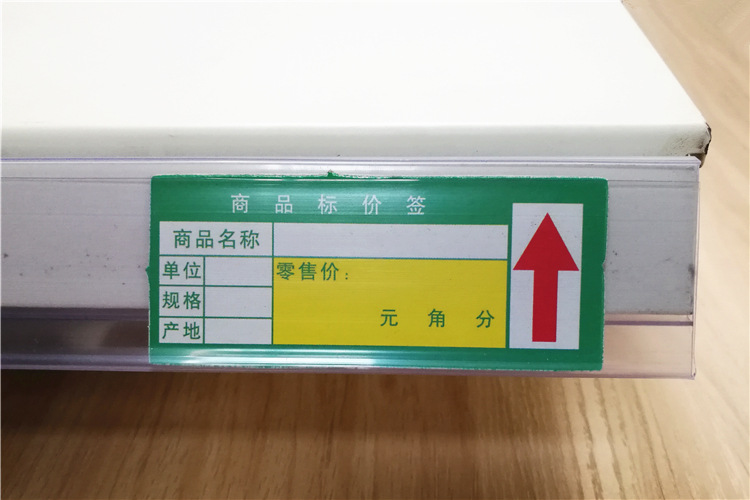 商品标价签
商品名称
单位
零售价：
规格
元 角 分
产地